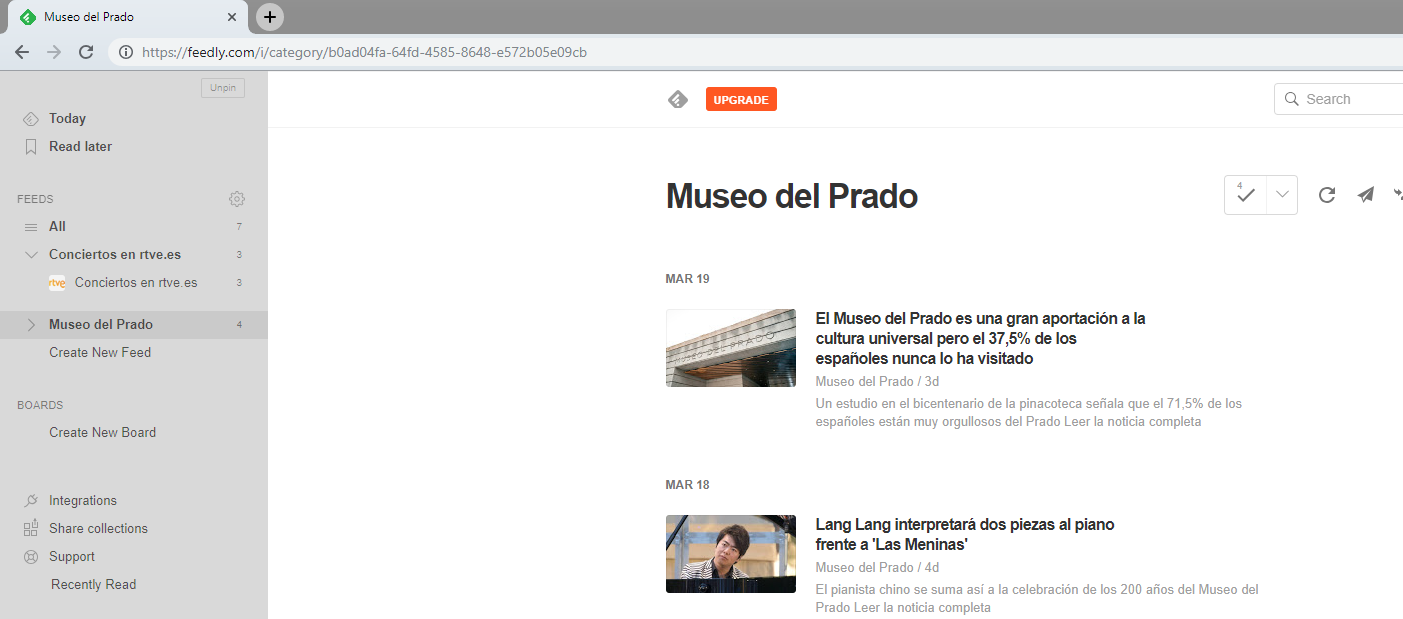 Museo del Prado
https://feedly.com/i/category/b0ad04fa-64fd-4585-8648-e572b05e09cb
Unpin
Today
Read later
FEEDS
All 7
Conciertos en rtve.es 3
rtve Conciertos en rtve.es 3
Museo del Prado 4
Create New Feed
BOARDS
Create New Board
Integrations
Share collections
Support
Recently Read
UPGRADE
Search
Museo del Prado
4
MAR 19
MUSEO DEL PRADO
El Museo del Prado es una gran aportación a la
cultura universal pero el 37,5% de los
españoles nunca lo ha visitado
Museo del Prado / 3d
Un estudio en el bicentenario de la pinacoteca señala que el 71,5% de los
españoles están muy orgullosos del Prado Leer la noticia completa
MAR 18
Lang Lang interpretará dos piezas al piano
frente a 'Las Meninas'
Museo del Prado / 4d
El pianista chino se suma así a la celebración de los 200 años del Museo del
Prado Leer la noticia completa